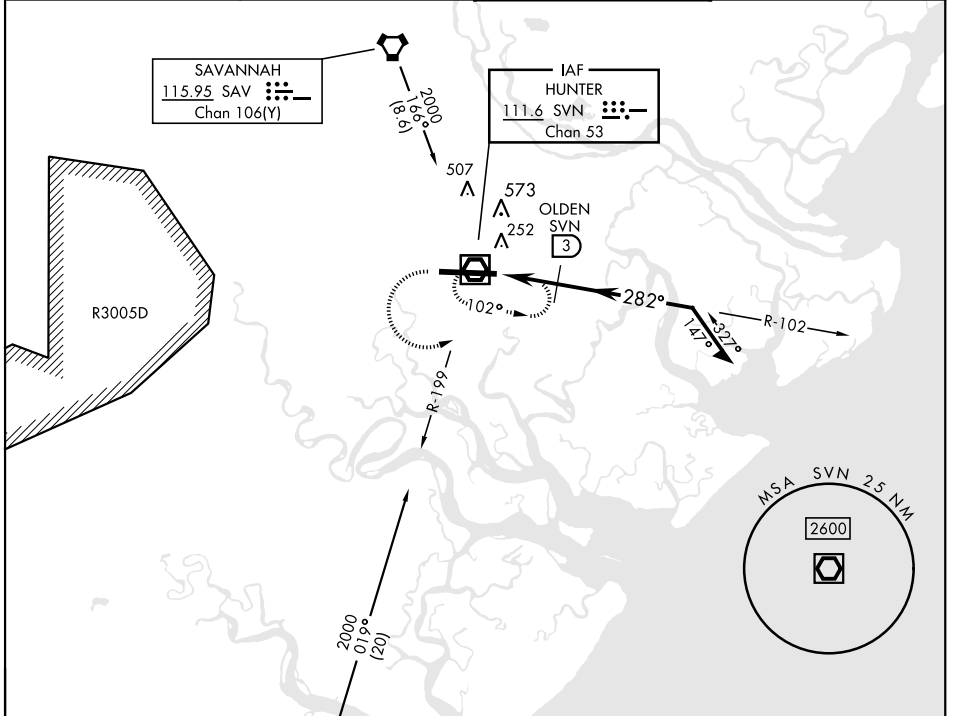 SAVANNAH
115.95 SAV
Chan 106(Y)
2000
166°
(8.6)
IAF
HUNTER
111.6 SVN
Chan 53
507
573
252
OLDEN
SVN
3
R3005D
102°
282°
R-102
327°
147°
R-199
MSA SVN 25 NM
2600
2000
019°
(20)